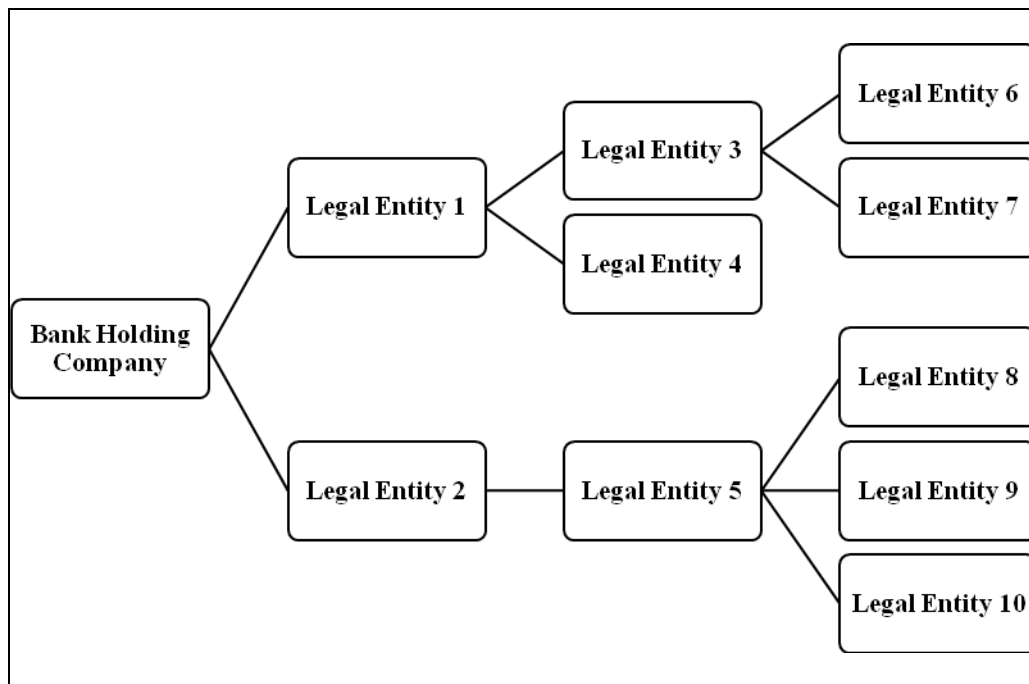 Legal Entity 6
Legal Entity 3
Legal Entity 1
Legal Entity 7
Legal Entity 4
Bank Holding
Company
Legal Entity 8
Legal Entity 2
Legal Entity 5
Legal Entity 9
Legal Entity 10